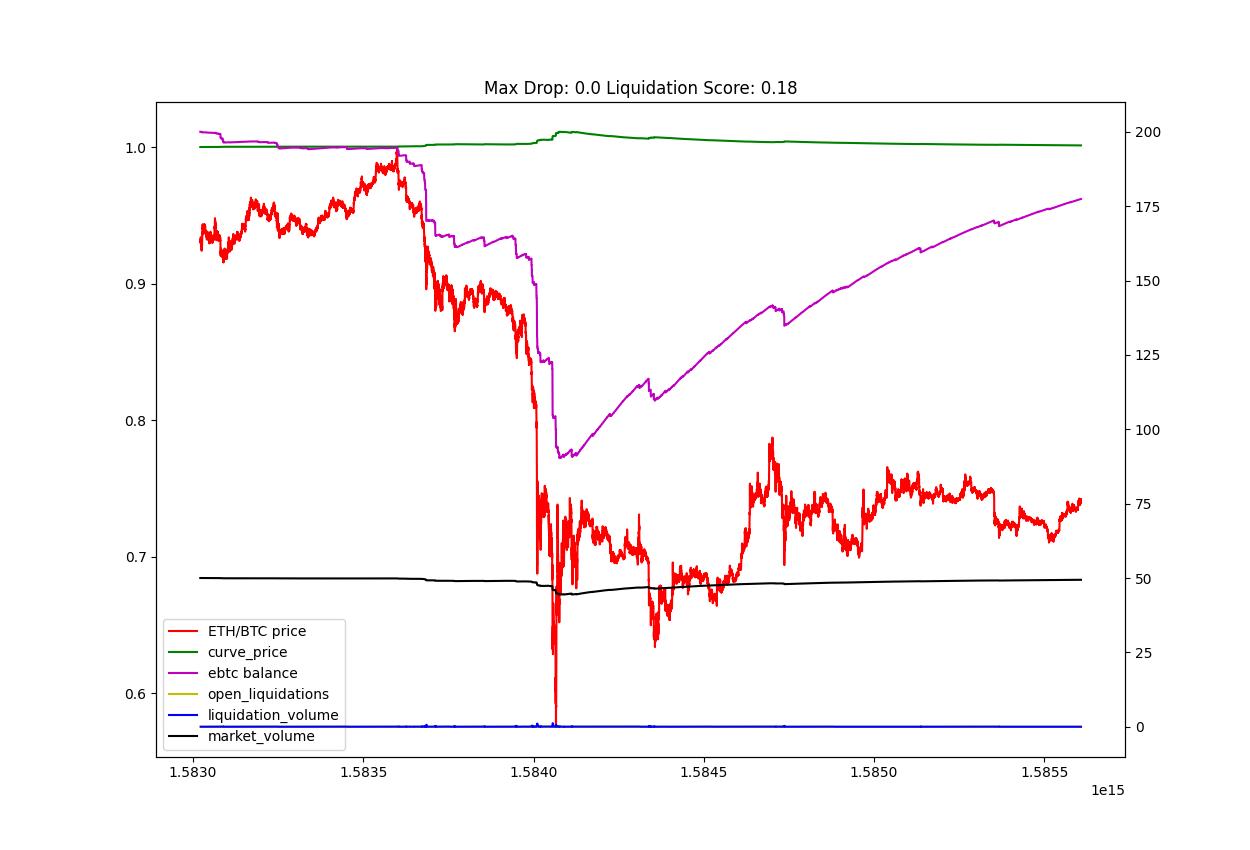 Max Drop: 0.0 Liquidation Score: 0.18
1.0
0.9
0.8
0.7
0.6
200
175
150
125
100
75
50
25
0
ETH/BTC price
curve_price
ebtc balance
open_liquidations
liquidation_volume
market_volume
1.5830 1.5835 1.5840 1.5845 1.5850 1.5855
1e15